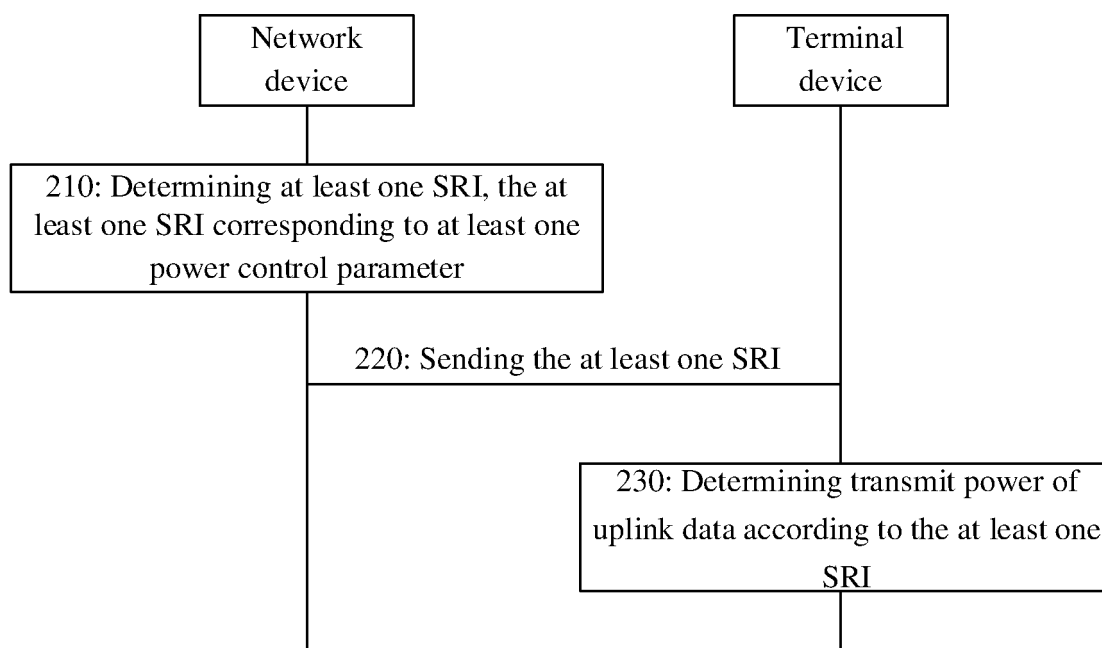 Network
device
Terminal
device
210: Determining at least one SRI, the at
least one SRI corresponding to at least one
power control parameter
220: Sending the at least one SRI
230: Determining transmit power of
uplink data according to the at least one
SRI